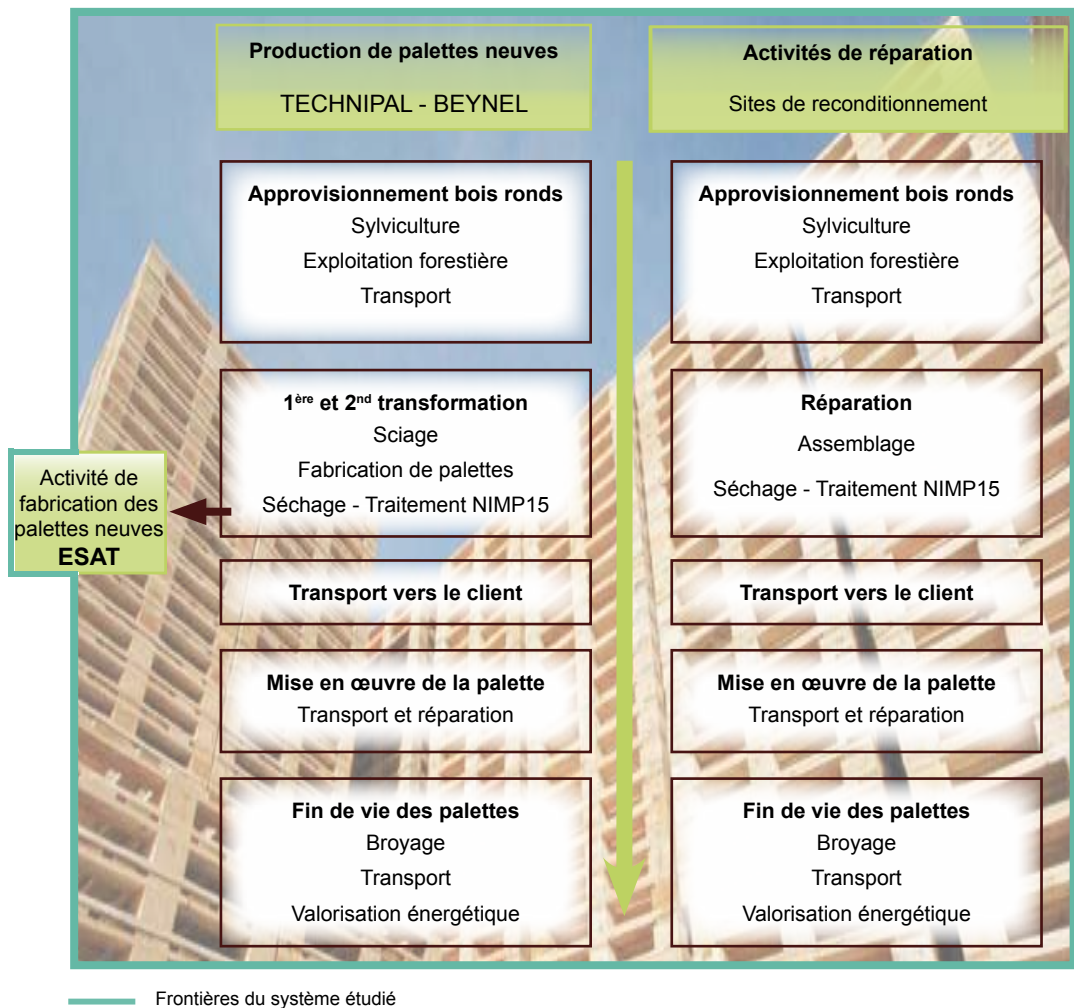 Production de palettes neuves
TECHNIPAL - BEYNEL
Approvisionnement bois ronds
Sylviculture
Exploitation forestière
Transport
1ère et 2nd transformation
Sciage
Fabrication de palettes
Séchage - Traitement NIMP15
Activité de
fabrication des
palettes neuves
ESAT
Transport vers le client
Mise en œuvre de la palette
Transport et réparation
Fin de vie des palettes
Broyage
Transport
Valorisation énergétique
Activités de réparation
Sites de reconditionnement
Approvisionnement bois ronds
Sylviculture
Exploitation forestière
Transport
Réparation
Assemblage
Séchage - Traitement NIMP15
Transport vers le client
Mise en œuvre de la palette
Transport et réparation
Fin de vie des palettes
Broyage
Transport
Valorisation énergétique
Frontières du système étudié